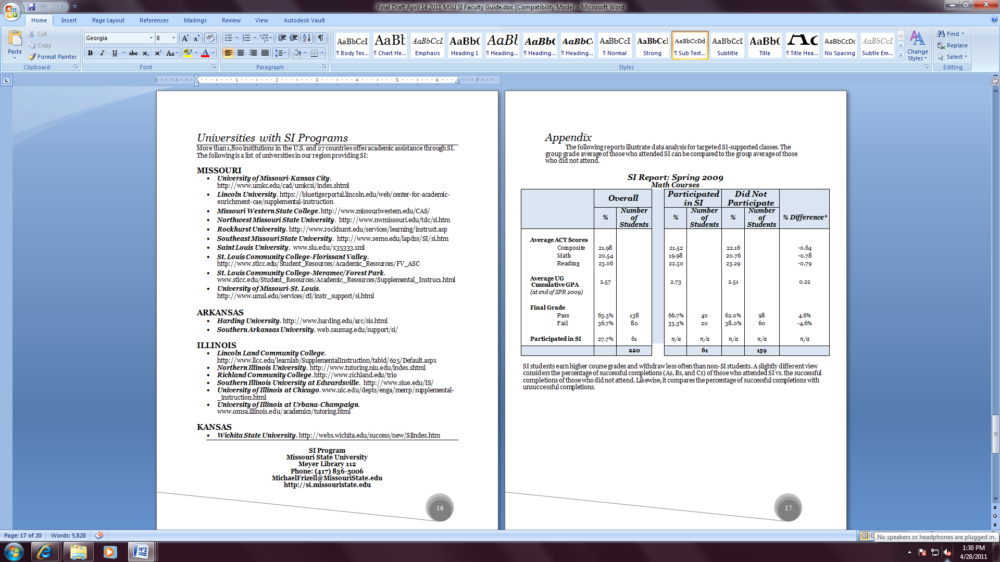 Final Draft April 14 2011 MSU SI Faculty Guide.doc [Compatibility Mode] - Microsoft Word
Home Insert Page Layout References Mailings Review View Autodesk Vault
Paste
Cut
Copy
Format Painter
Clipboard
Georgia 8
Font
Paragraph
AaBbCcI AaBb AaBbCcL AaBbC AaBl AaBbC AaBbC AaBbCcI AaBbCcI AaBbCcDd AaBbCcI AaBbC AaBbCcDc AaBbCcL
¶ Body Tex... ¶ Chart He... Emphasis Heading 1 ¶ Heading... ¶ Heading... ¶ Heading... ¶ Normal Strong ¶ Sub Text... Subtitle Title ¶ Title Hea... No Spacing Subtle Em...
Change Styles
Styles
Find
Replace
Select
Editing
1 1 2 3 4 5 6 7
Universities with SI Programs
More than 1,800 institutions in the U.S. and 27 countries offer academic assistance through SI.
The following is a list of universities in our region providing SI:
MISSOURI
• University of Missouri-Kansas City.
http://www.umkc.edu/cad/umkcsi/index.shtml
• Lincoln University. https://bluetigerportal.lincoln.edu/web/center-for-academic-
enrichment-cae/supplemental-instruction
• Missouri Western State College. http://www.missouriwestern.edu/CAS/
• Northwest Missouri State University. http://www.nwmissouri.edu/tdc/si.htm
• Rockhurst University. http://www.rockhurst.edu/services/learning/instruct.asp
• Southeast Missouri State University. http://www.semo.edu/lapdss/SI/si.htm
• Saint Louis University. www.slu.edu/x35333.xml
• St. Louis Community College-Florissant Valley.
http://www.stlcc.edu/Student_Resources/Academic_Resources/FV_ASC
• St. Louis Community College-Meramec/Forest Park.
www.stlcc.edu/Student_Resources/Academic_Resources/Supplemental_Instruc1.html
• University of Missouri-St. Louis.
http://www.umsl.edu/services/ctl/instr_support/si.html
ARKANSAS
• Harding University. http://www.harding.edu/arc/sis.html
• Southern Arkansas University. web.saumag.edu/support/si/
ILLINOIS
• Lincoln Land Community College.
http://www.llcc.edu/learnlab/SupplementalInstruction/tabid/625/Default.aspx
• Northern Illinois University. http://www.tutoring.niu.edu/index.shtml
• Richland Community College. http://www.richland.edu/trio
• Southern Illinois University at Edwardsville. http://www.siue.edu/IS/
• University of Illinois at Chicago. www.uic.edu/depts/enga/merrp/supplemental-
_instruction.html
• University of Illinois at Urbana-Champaign.
www.omsa.illinois.edu/academics/tutoring.html
KANSAS
• Wichita State University. http://webs.wichita.edu/success/new/SIindex.htm
SI Program
Missouri State University
Meyer Library 112
Phone: (417) 836-5006
MichaelFrizell@MissouriState.edu
http://si.missouristate.edu
16
Appendix
The following reports illustrate data analysis for targeted SI-supported classes. The
group grade average of those who attended SI can be compared to the group average of those
who did not attend.
SI Report: Spring 2009
Math Courses
Overall Participated in SI Did Not Participate
% Number of Students % Number of Students % Number of Students % Difference*
Average ACT Scores
Composite 21.98 21.52 22.16 -0.64
Math 20.54 19.98 20.76 -0.78
Reading 23.06 22.50 23.29 -0.79
Average UG
Cumulative GPA 2.57 2.73 2.51 0.22
(at end of SPR 2009)
Final Grade
Pass 63.3% 138 66.7% 40 62.0% 98 4.6%
Fail 36.7% 80 33.3% 20 38.0% 60 -4.6%
Participated in SI 27.7% 61 n/a n/a n/a n/a n/a
220 61 159
SI students earn higher course grades and withdraw less often than non-SI students. A slightly different view
considers the percentage of successful completions (As, Bs, and Cs) of those who attended SI vs. the successful
completions of those who did not attend. Likewise, it compares the percentage of successful completions with
unsuccessful completions.
17
Page: 17 of 20 Words: 5,828
No speakers or headphones are plugged in.
1:30 PM
4/28/2011